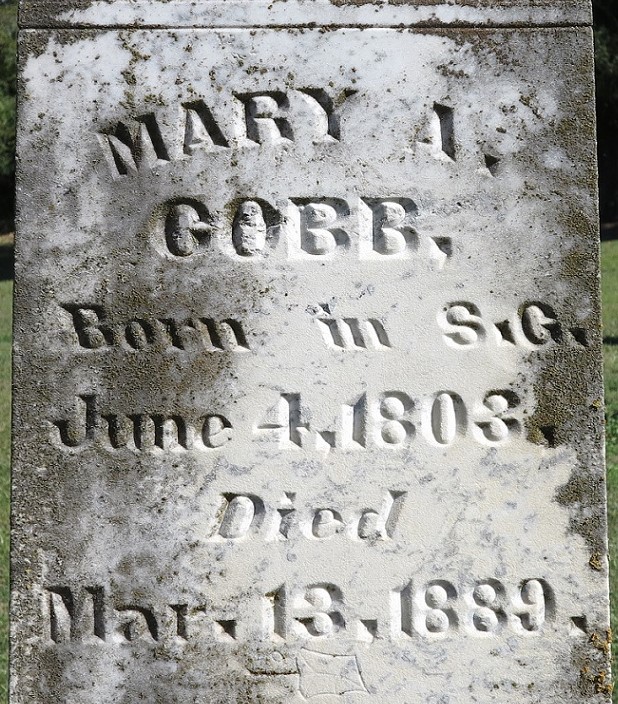 MARY J.
COBB,
Born in S.C.
June 4, 1803.
Died
Mar. 13, 1889.